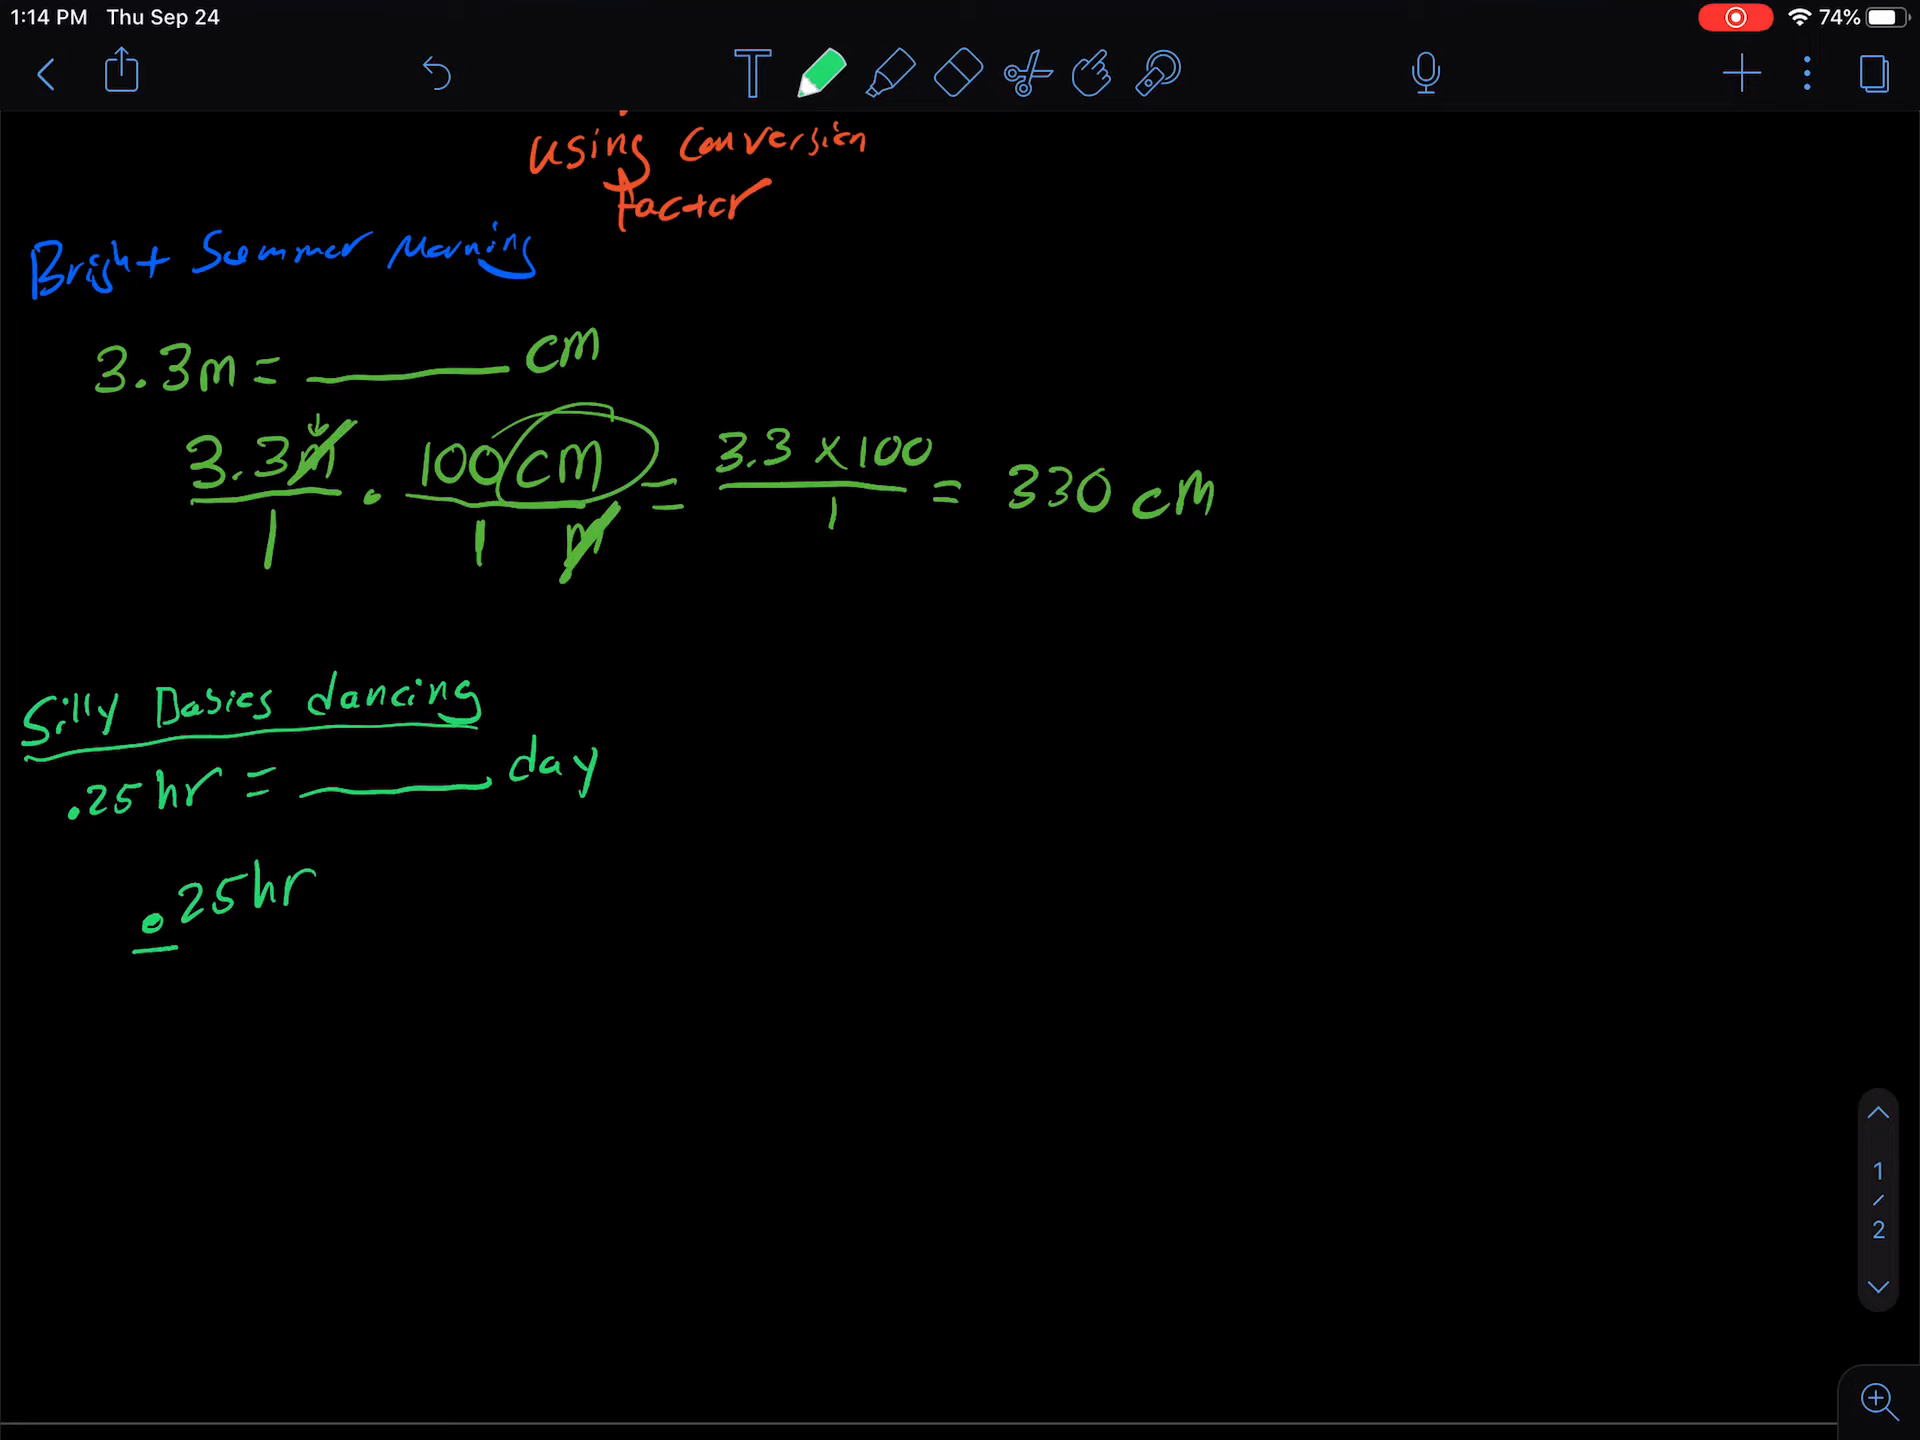 1:14 PM Thu Sep 24
74%
using conversion
factor
Bright Summer Morning
3.3m = ______ cm
3.3m/1 · 100cm/1 m = 3.3 x 100/1 = 330 cm
Silly Dasies dancing
.25 hr = ______ day
.25hr
1
/
2